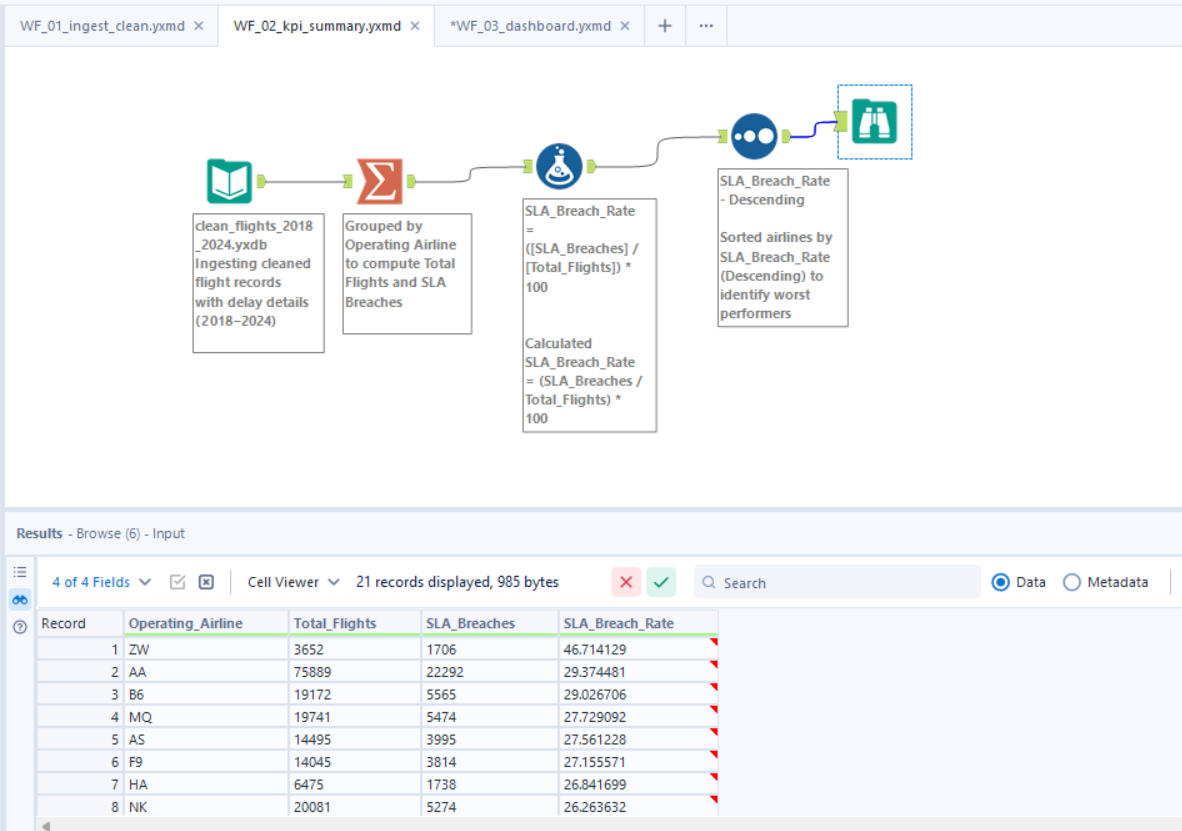 WF_01_ingest_clean.yxmd × WF_02_kpi_summary.yxmd × *WF_03_dashboard.yxmd × + ...
clean_flights_2018
_2024.yxdb
Ingesting cleaned
flight records
with delay details
(2018–2024)
Grouped by
Operating Airline
to compute Total
Flights and SLA
Breaches
SLA_Breach_Rate
=
([SLA_Breaches] /
[Total_Flights]) *
100
Calculated
SLA_Breach_Rate
= (SLA_Breaches /
Total_Flights) *
100
SLA_Breach_Rate
- Descending
Sorted airlines by
SLA_Breach_Rate
(Descending) to
identify worst
performers
Results - Browse (6) - Input
4 of 4 Fields Cell Viewer 21 records displayed, 985 bytes Search Data Metadata
Record Operating_Airline Total_Flights SLA_Breaches SLA_Breach_Rate
1 ZW 3652 1706 46.714129
2 AA 75889 22292 29.374481
3 B6 19172 5565 29.026706
4 MQ 19741 5474 27.729092
5 AS 14495 3995 27.561228
6 F9 14045 3814 27.155571
7 HA 6475 1738 26.841699
8 NK 20081 5274 26.263632